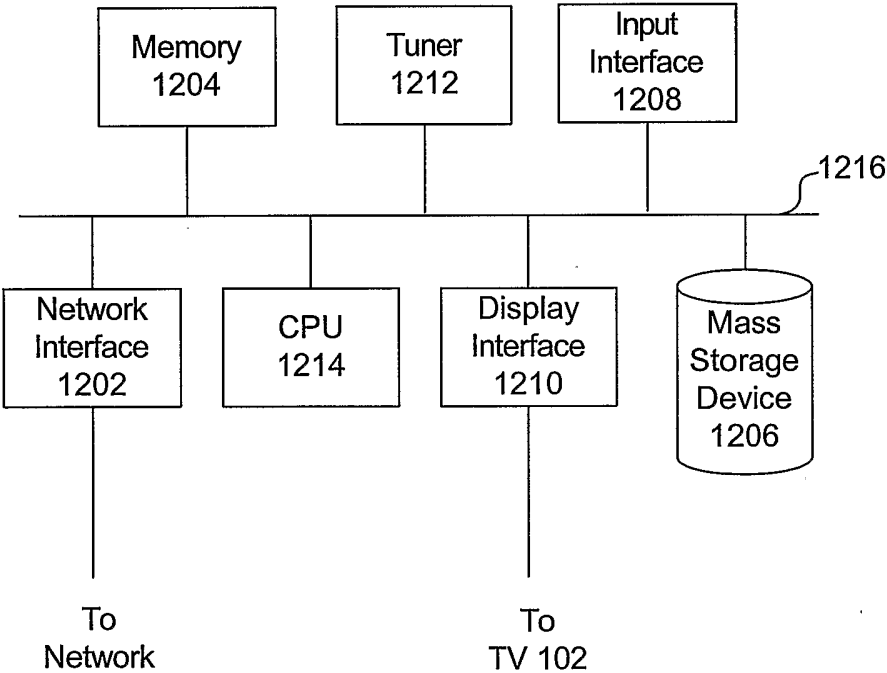 Memory
1204
Tuner
1212
Input
Interface
1208
1216
Network
Interface
1202
CPU
1214
Display
Interface
1210
Mass
Storage
Device
1206
To
Network
To
TV 102